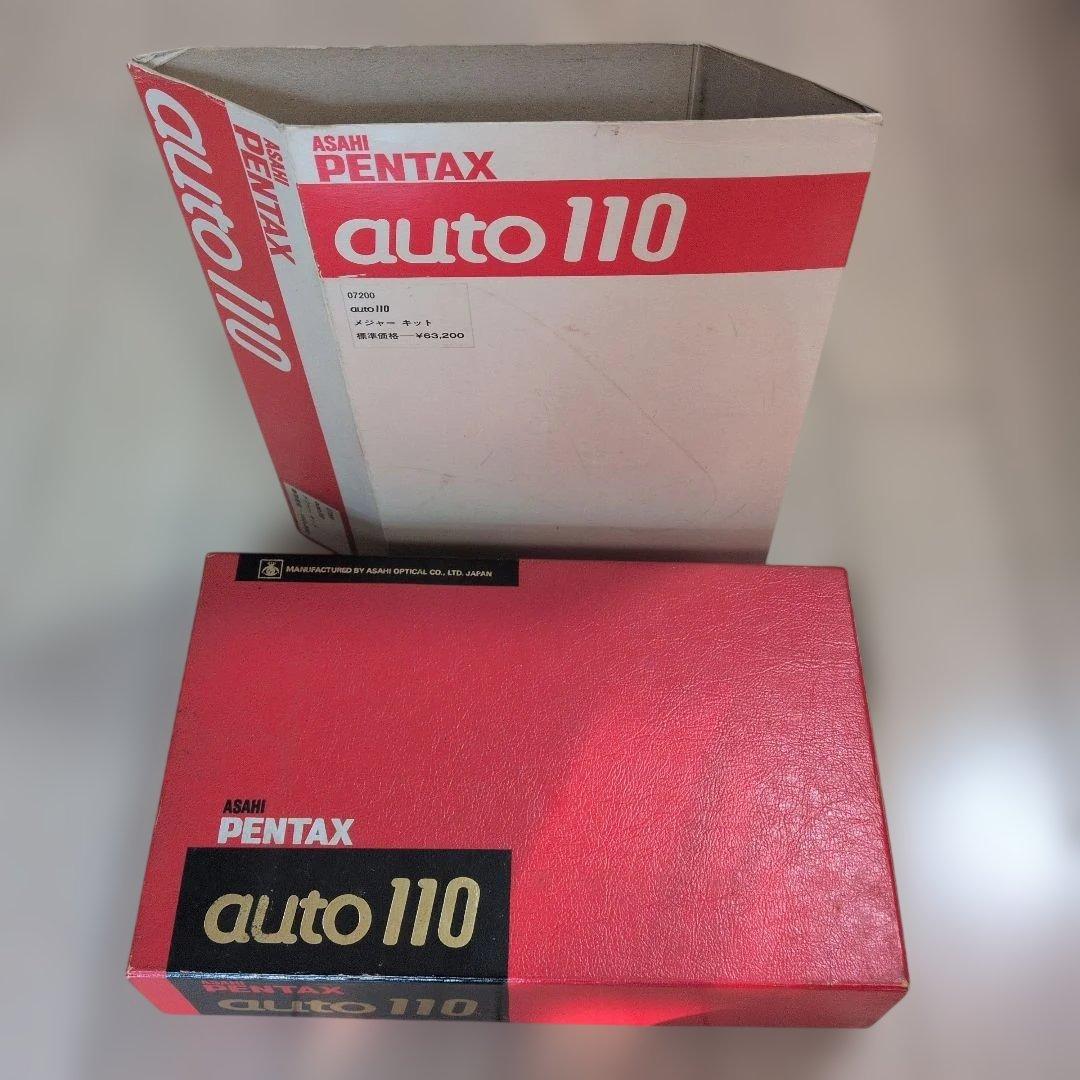 ASAHI
PENTAX
auto 110
ASAHI
PENTAX
auto 110
07200
auto 110
メジャー キット
標準価格―¥63,200
MANUFACTURED BY ASAHI OPTICAL CO., LTD. JAPAN
ASAHI
PENTAX
auto 110
ASAHI
PENTAX
auto 110